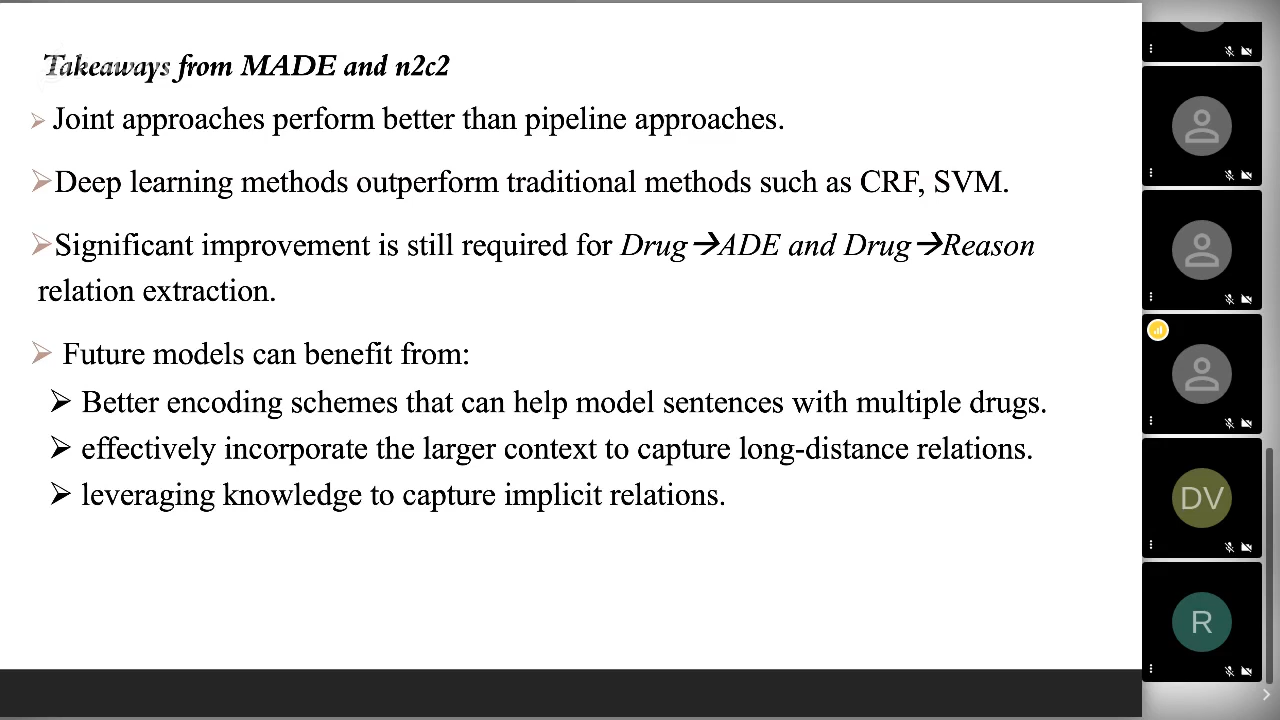 Takeaways from MADE and n2c2
➢ Joint approaches perform better than pipeline approaches.
➢Deep learning methods outperform traditional methods such as CRF, SVM.
➢Significant improvement is still required for Drug→ADE and Drug→Reason
relation extraction.
➢ Future models can benefit from:
➢ Better encoding schemes that can help model sentences with multiple drugs.
➢ effectively incorporate the larger context to capture long-distance relations.
➢ leveraging knowledge to capture implicit relations.
DV
R